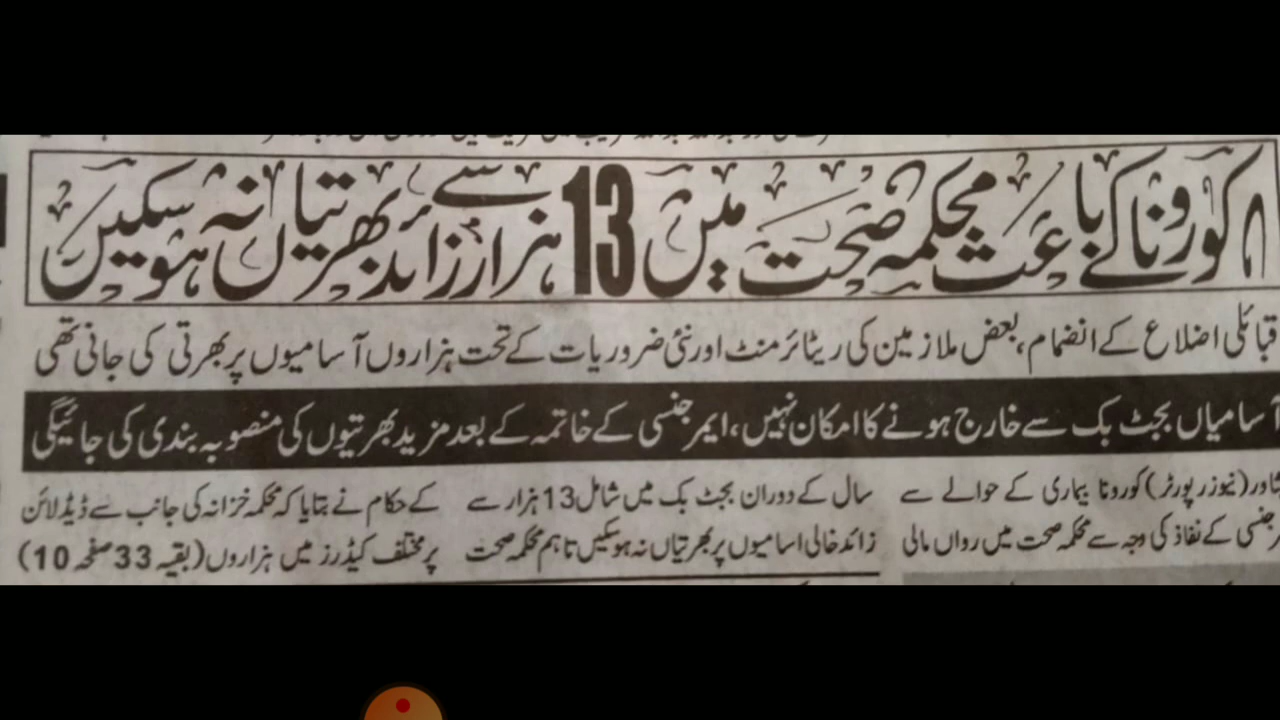 کورونا کے باعث محکمہ صحت میں 13 ہزار سے زائد بھرتیاں نہ ہو سکیں
قبائلی اضلاع کے انضمام، بعض ملازمین کی ریٹائرمنٹ اور نئی ضروریات کے تحت ہزاروں آسامیوں پر بھرتی کی جانی تھی
آسامیاں بجٹ بک سے خارج ہونے کا امکان نہیں، ایمرجنسی کے خاتمہ کے بعد مزید بھرتیوں کی منصوبہ بندی کی جائیگی
(نیوز رپورٹر) کورونا بیماری کے حوالے سے
کے نفاذ کی وجہ سے محکمہ صحت میں رواں مالی
سال کے دوران بجٹ بک میں شامل 13 ہزار سے
زائد خالی اسامیوں پر بھرتیاں نہ ہوسکیں تاہم محکمہ صحت
کے حکام نے بتایا کہ محکمہ خزانہ کی جانب سے ڈیڈ لائن
پر مختلف کیڈرز میں ہزاروں (بقیہ 33 صفحہ 10)